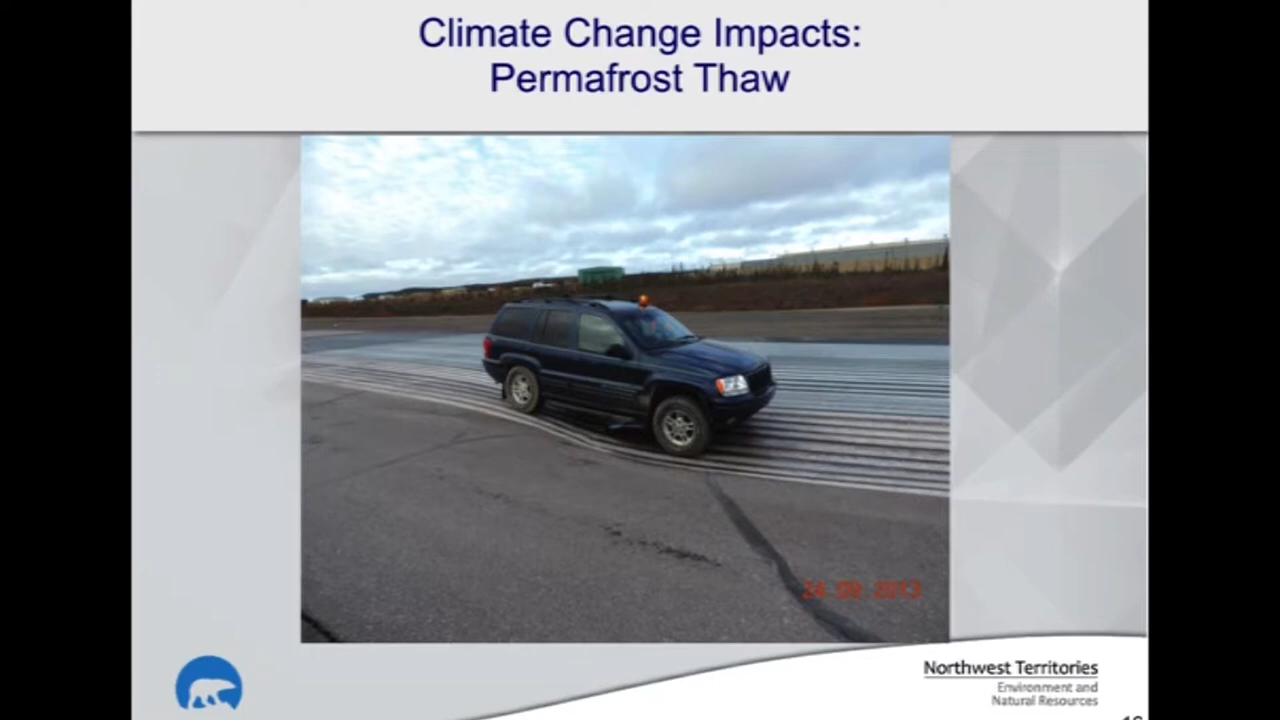 Climate Change Impacts:
Permafrost Thaw
24 09 2013
Northwest Territories
Environment and
Natural Resources